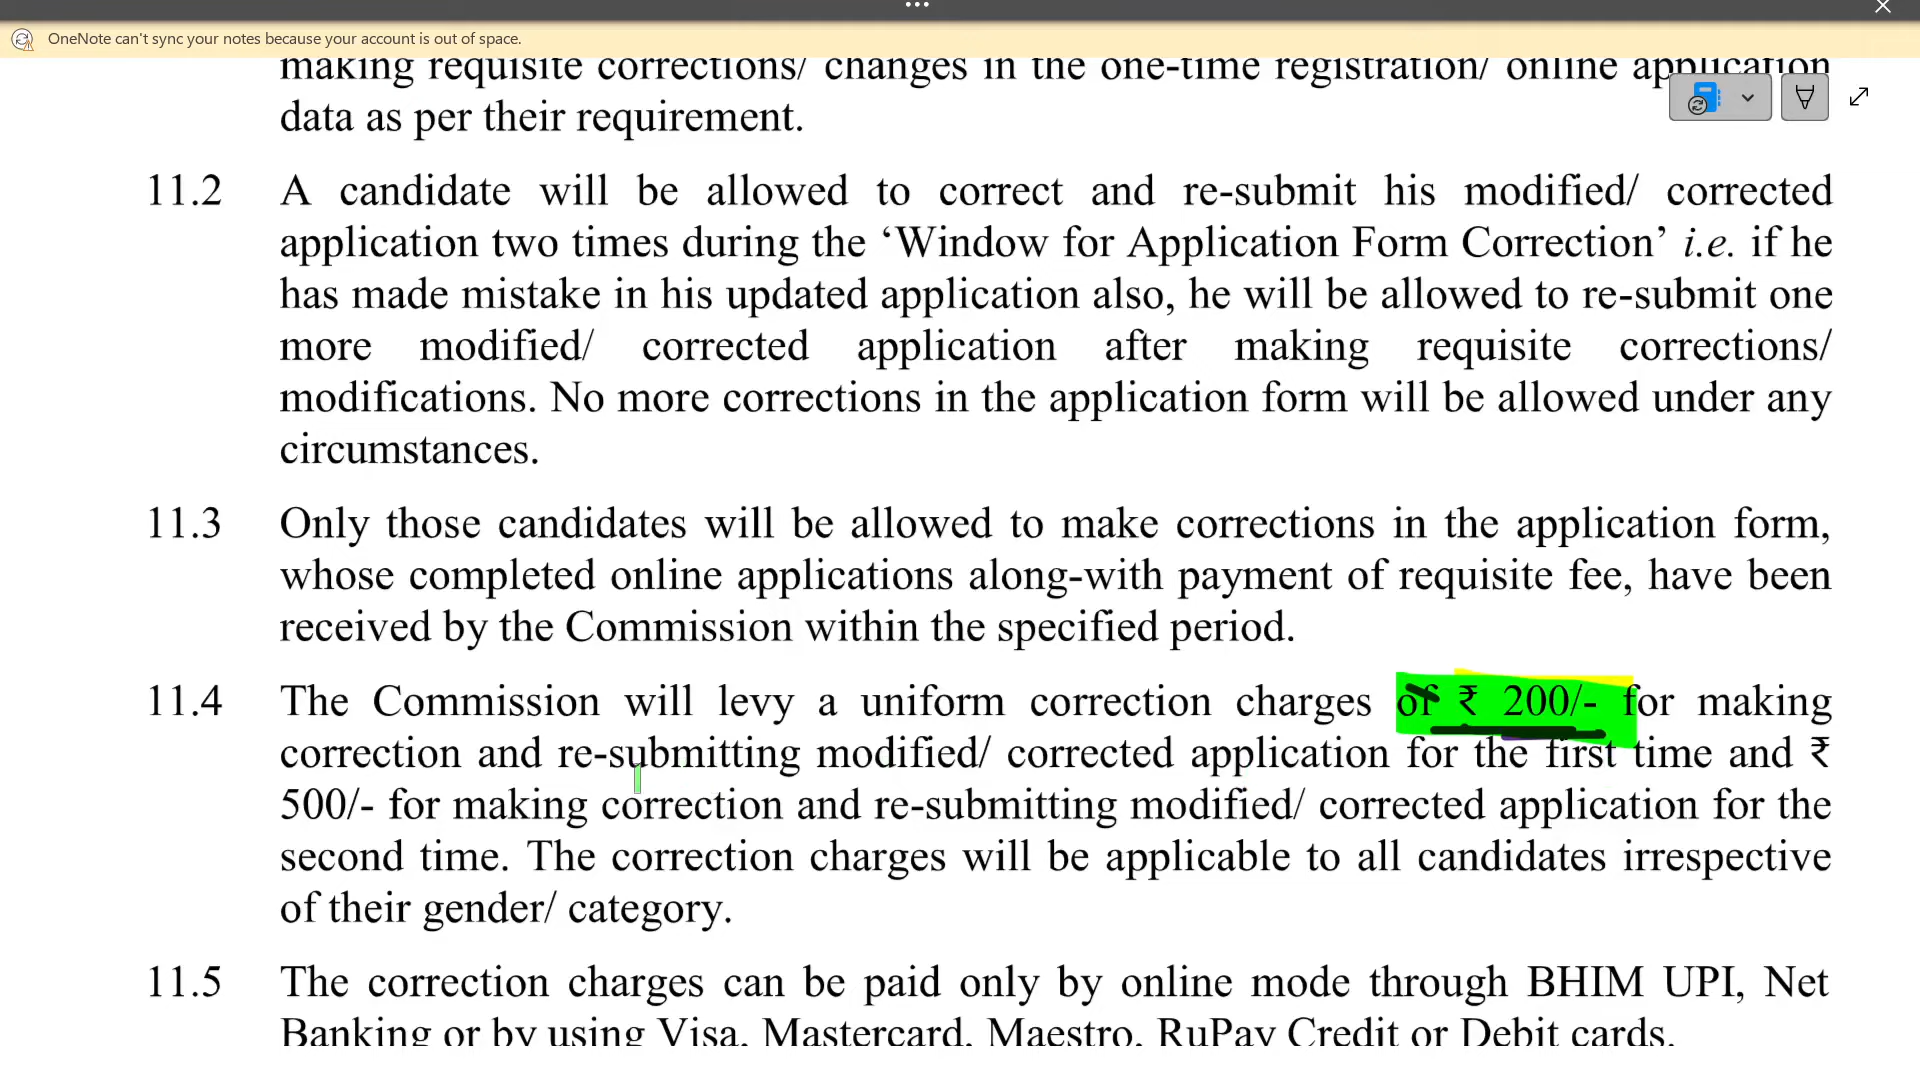 OneNote can't sync your notes because your account is out of space.
making requisite corrections/ changes in the one-time registration/ online application
data as per their requirement.
11.2 A candidate will be allowed to correct and re-submit his modified/ corrected
application two times during the ‘Window for Application Form Correction’ i.e. if he
has made mistake in his updated application also, he will be allowed to re-submit one
more modified/ corrected application after making requisite corrections/
modifications. No more corrections in the application form will be allowed under any
circumstances.
11.3 Only those candidates will be allowed to make corrections in the application form,
whose completed online applications along-with payment of requisite fee, have been
received by the Commission within the specified period.
11.4 The Commission will levy a uniform correction charges of ₹ 200/- for making
correction and re-submitting modified/ corrected application for the first time and ₹
500/- for making correction and re-submitting modified/ corrected application for the
second time. The correction charges will be applicable to all candidates irrespective
of their gender/ category.
11.5 The correction charges can be paid only by online mode through BHIM UPI, Net
Banking or by using Visa, Mastercard, Maestro, RuPay Credit or Debit cards.